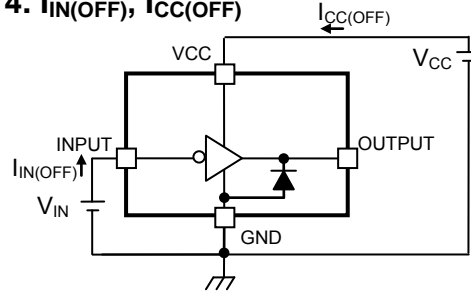 4. IIN(OFF), ICC(OFF)
ICC(OFF)
VCC
VCC
INPUT
OUTPUT
IIN(OFF)
VIN
GND